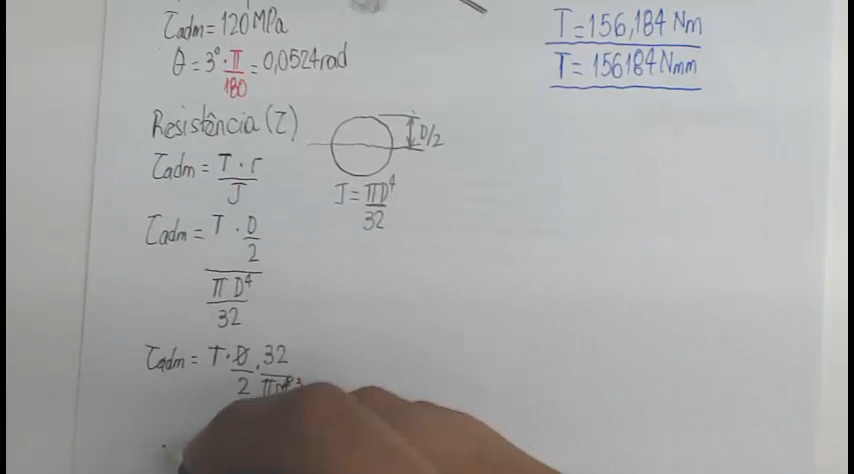 τadm = 120 MPa
θ = 3° · π/180 = 0,0524 rad
T = 156,184 Nm
T = 156184 Nmm
Resistência (τ)
D/2
τadm = T · r / J
J = πD⁴/32
τadm = T · D/2
πD⁴/32
τadm = T · D/2 · 32